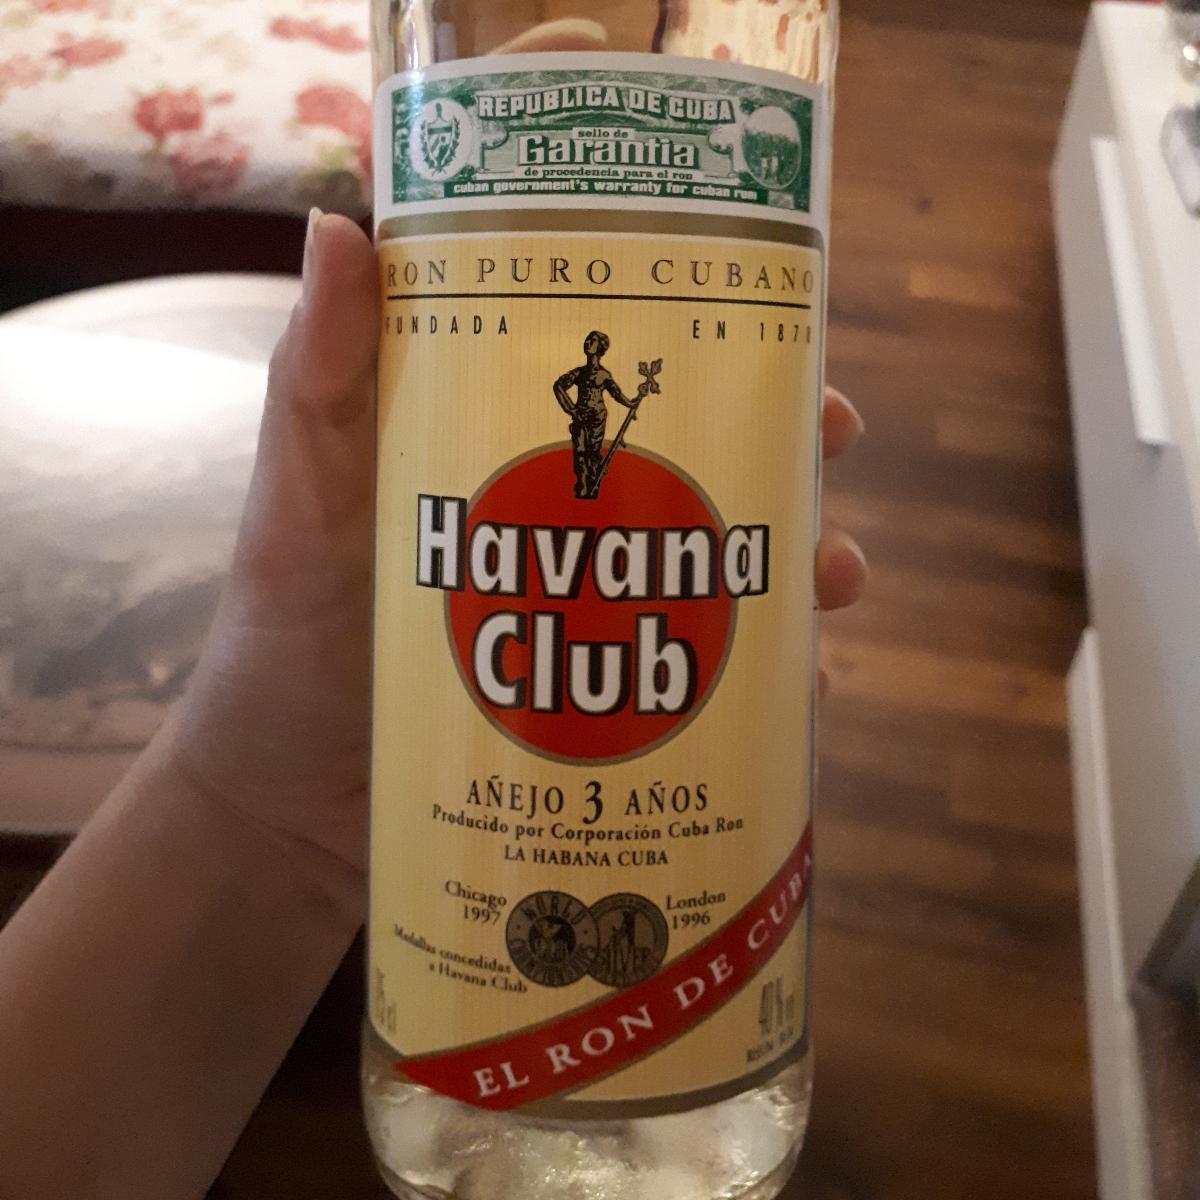 REPUBLICA DE CUBA
sello de
Garantia
de procedencia para el ron
cuban government's warranty for cuban rum
RON PURO CUBANO
FUNDADA EN 1878
Havana
Club
AÑEJO 3 AÑOS
Producido por Corporación Cuba Ron
LA HABANA CUBA
Chicago
1997
London
1996
WORLD
SILVER
Medallas concedidas
a Havana Club
EL RON DE CUBA